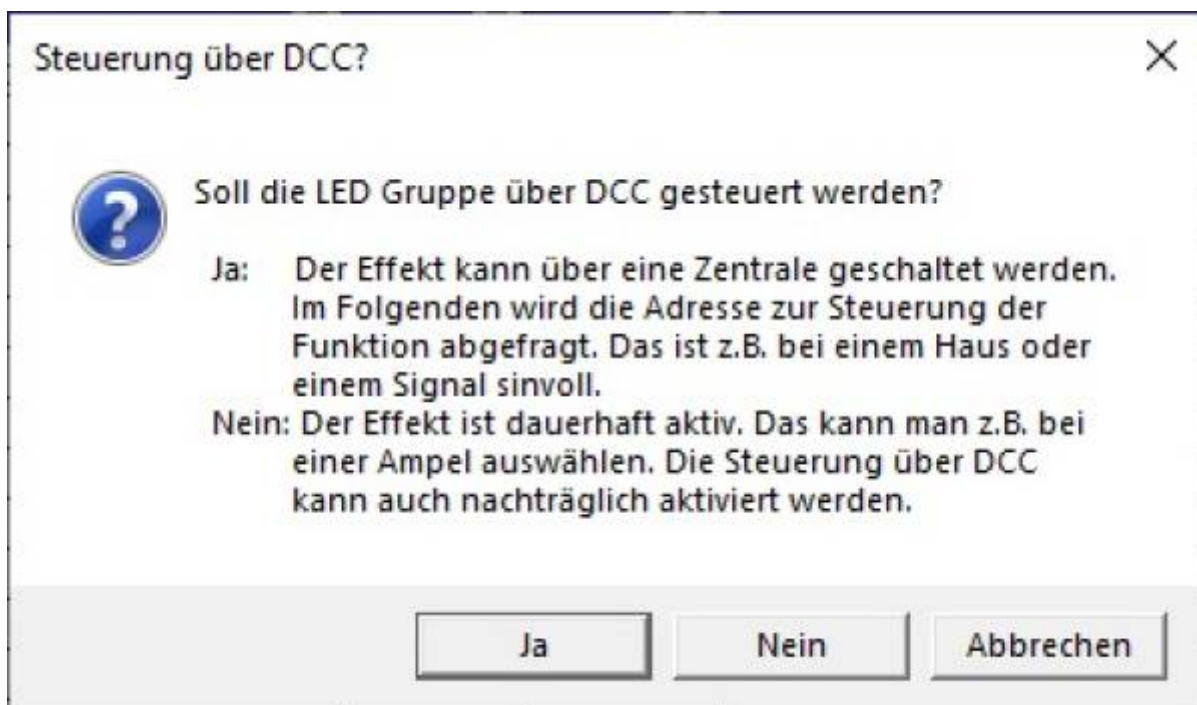 Steuerung über DCC?
Soll die LED Gruppe über DCC gesteuert werden?
Ja: Der Effekt kann über eine Zentrale geschaltet werden.
Im Folgenden wird die Adresse zur Steuerung der
Funktion abgefragt. Das ist z.B. bei einem Haus oder
einem Signal sinvoll.
Nein: Der Effekt ist dauerhaft aktiv. Das kann man z.B. bei
einer Ampel auswählen. Die Steuerung über DCC
kann auch nachträglich aktiviert werden.
Ja
Nein
Abbrechen